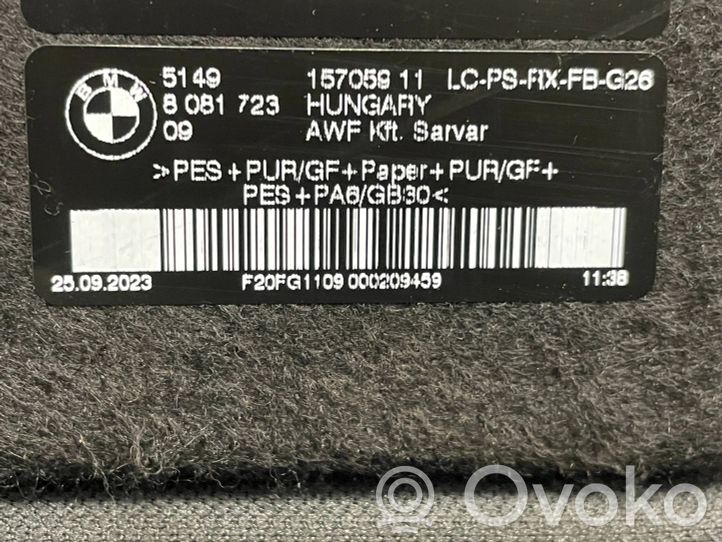 BMW
5149 157059 11 LC-PS-RX-FB-G26
8 081 723 HUNGARY
09 AWF Kft. Sarvar
>PES+PUR/GF+Paper+PUR/GF+
PES+PA6/GB30<
25.09.2023 F20FG1109 000209459 11:38
Ovoko